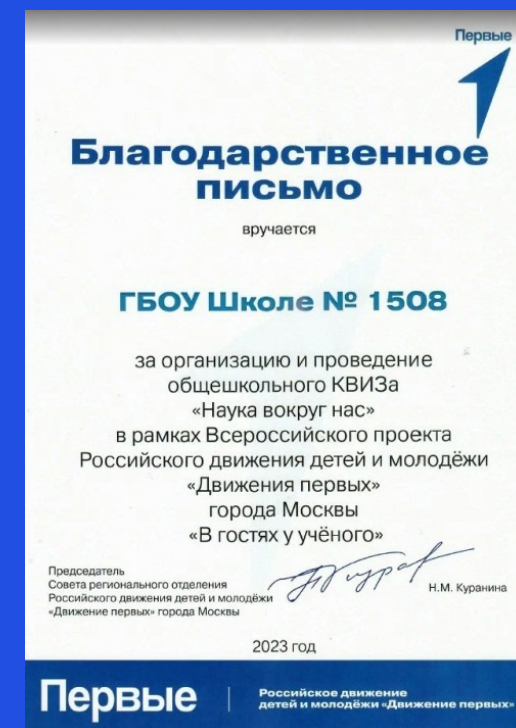 Первые
Благодарственное
письмо
вручается
ГБОУ Школе № 1508
за организацию и проведение
общешкольного КВИЗа
«Наука вокруг нас»
в рамках Всероссийского проекта
Российского движения детей и молодёжи
«Движения первых»
города Москвы
«В гостях у учёного»
Председатель
Совета регионального отделения
Российского движения детей и молодёжи
«Движение первых» города Москвы
Н.М. Куранина
2023 год
Первые
Российское движение
детей и молодёжи «Движение первых»